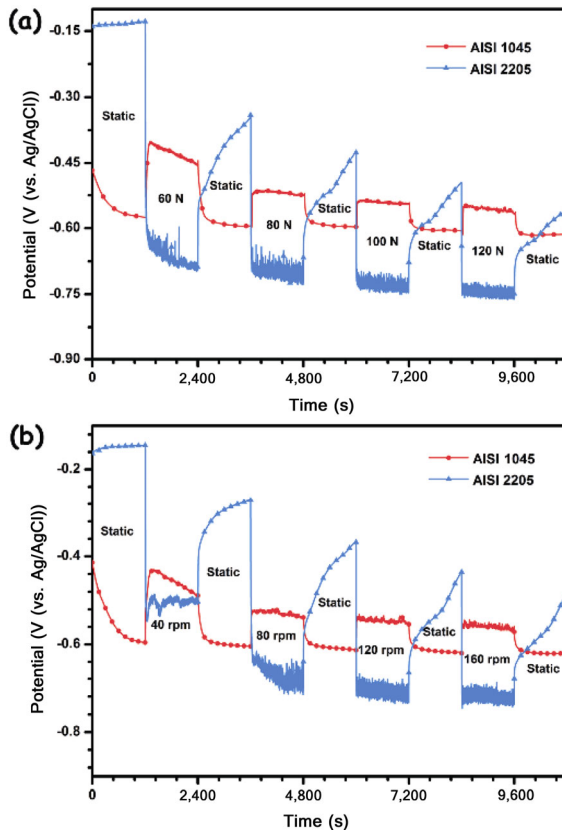 (a)
AISI 1045
AISI 2205
-0.15
-0.30
-0.45
-0.60
-0.75
-0.90
Potential (V (vs. Ag/AgCl))
Static
60 N
Static
80 N
Static
100 N
Static
120 N
Static
0
2,400
4,800
7,200
9,600
Time (s)
(b)
AISI 1045
AISI 2205
-0.2
-0.4
-0.6
-0.8
Potential (V (vs. Ag/AgCl))
Static
40 rpm
Static
80 rpm
Static
120 rpm
Static
160 rpm
Static
0
2,400
4,800
7,200
9,600
Time (s)